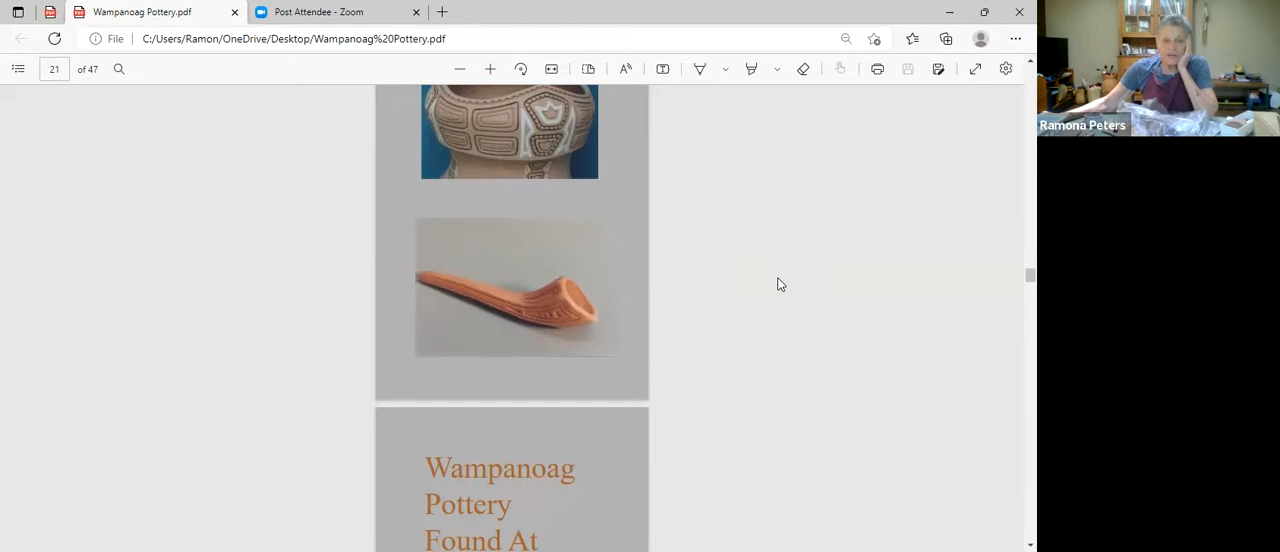 Wampanoag Pottery.pdf
Post Attendee - Zoom
File
C:/Users/Ramon/OneDrive/Desktop/Wampanoag%20Pottery.pdf
21 of 47
Ramona Peters
Wampanoag
Pottery
Found At